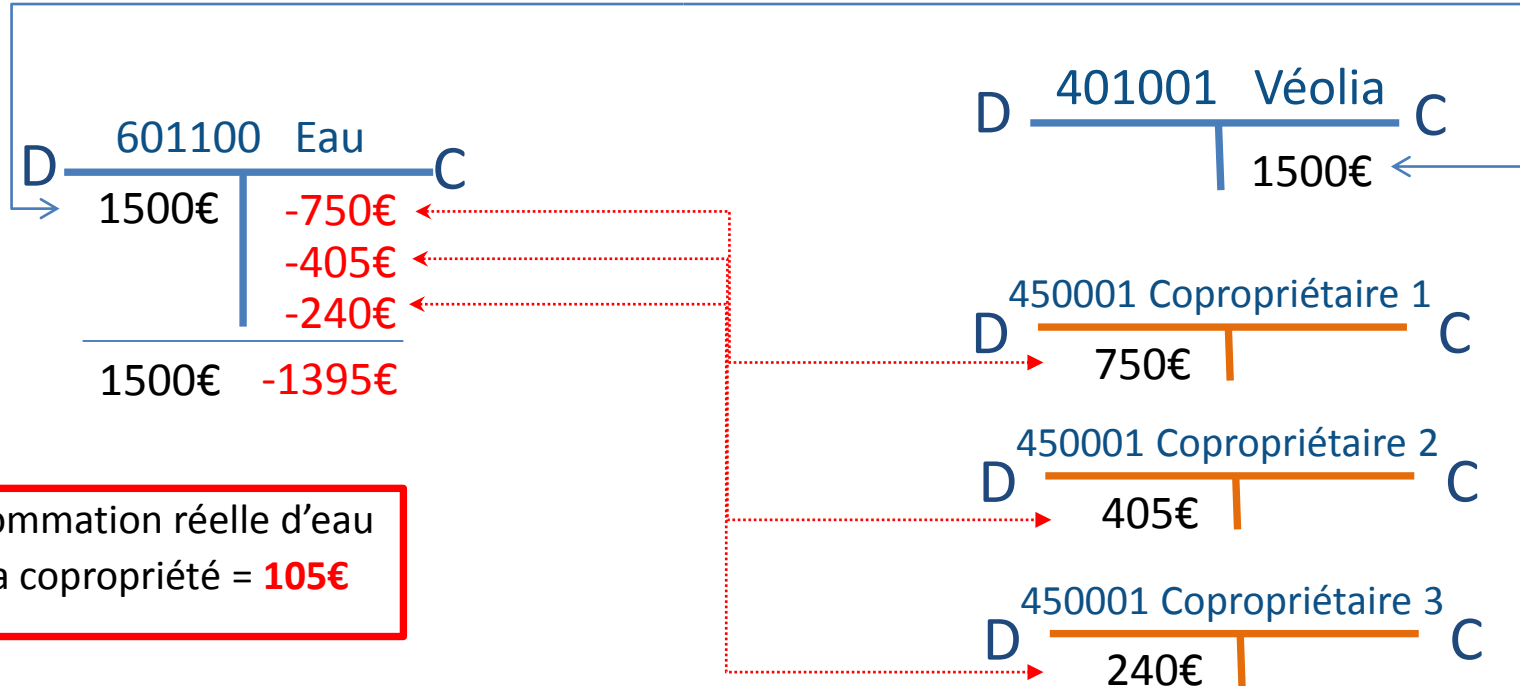 D 601100 Eau C
1500€ -750€
-405€
-240€
1500€ -1395€
ommation réelle d’eau
a copropriété = 105€
D 401001 Véolia C
1500€
450001 Copropriétaire 1
D C
750€
450001 Copropriétaire 2
D C
405€
450001 Copropriétaire 3
D C
240€